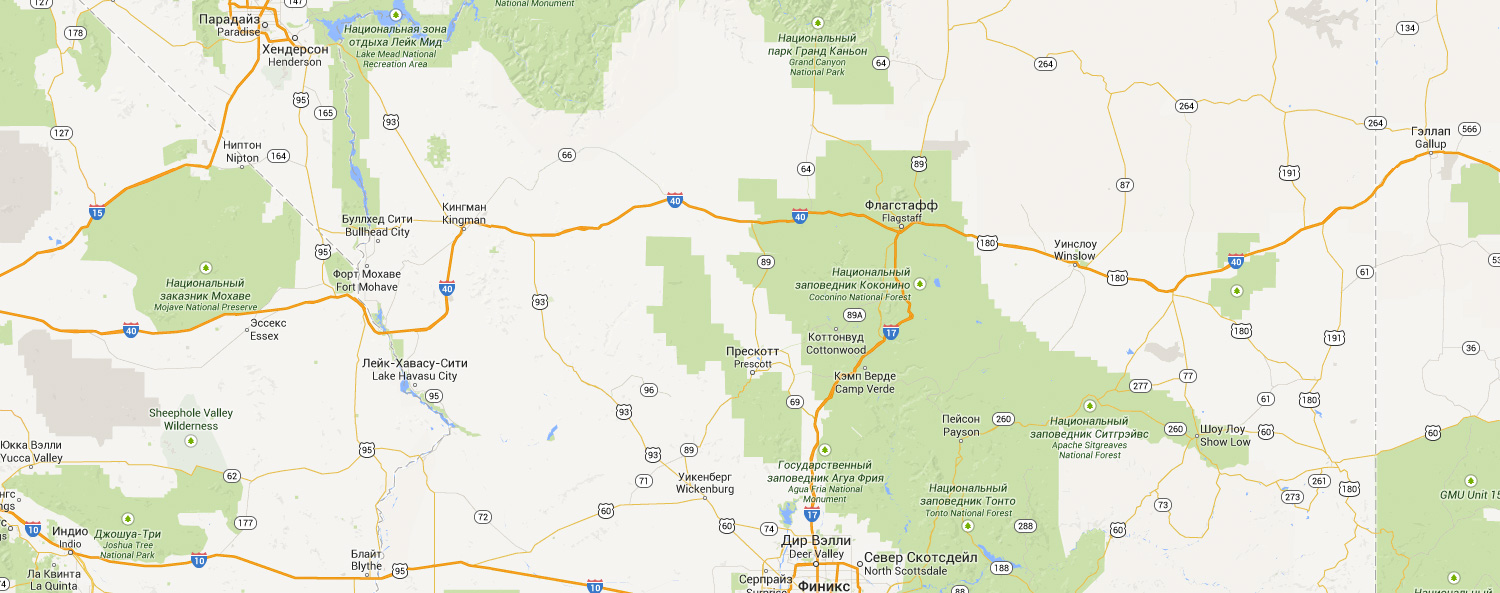 127
178
147
National Monument
Парадайз
Paradise
Хендерсон
Henderson
Национальная зона
отдыха Лейк Мид
Lake Mead National
Recreation Area
Национальный
парк Гранд Каньон
Grand Canyon
National Park
64
264
134
95
165
93
127
264
264
566
Гэллап
Gallup
Ниптон
Nipton
164
66
64
89
87
191
15
40
40
Кингман
Kingman
Флагстафф
Flagstaff
Буллхед Сити
Bullhead City
95
180
Уинслоу
Winslow
180
40
61
53
Национальный
заказник Мохаве
Mojave National Preserve
Форт Мохаве
Fort Mohave
40
93
89
Национальный
заповедник Коконино
Coconino National Forest
89A
17
40
Эссекс
Essex
Коттонвуд
Cottonwood
180
191
36
Прескотт
Prescott
Лейк-Хавасу-Сити
Lake Havasu City
95
96
93
69
Кэмп Верде
Camp Verde
277
77
61
180
Sheephole Valley
Wilderness
Пейсон
Payson
260
Национальный
заповедник Ситгрэйвс
Apache Sitgreaves
National Forest
260
Шоу Лоу
Show Low
60
60
Юкка Вэлли
Yucca Valley
95
62
93
89
71
Уикенберг
Wickenburg
Государственный
заповедник Агуа Фрия
Agua Fria National
Monument
Национальный
заповедник Тонто
Tonto National Forest
261
273
180
GMU Unit 15
73
10
Индио
Indio
177
Джошуа-Три
Joshua Tree
National Park
72
60
60
74
17
288
60
Дир Вэлли
Deer Valley
Север Скотсдейл
North Scottsdale
188
10
Блайт
Blythe
95
10
Ла Квинта
La Quinta
Серпрайз
Surprise
Финикс
88